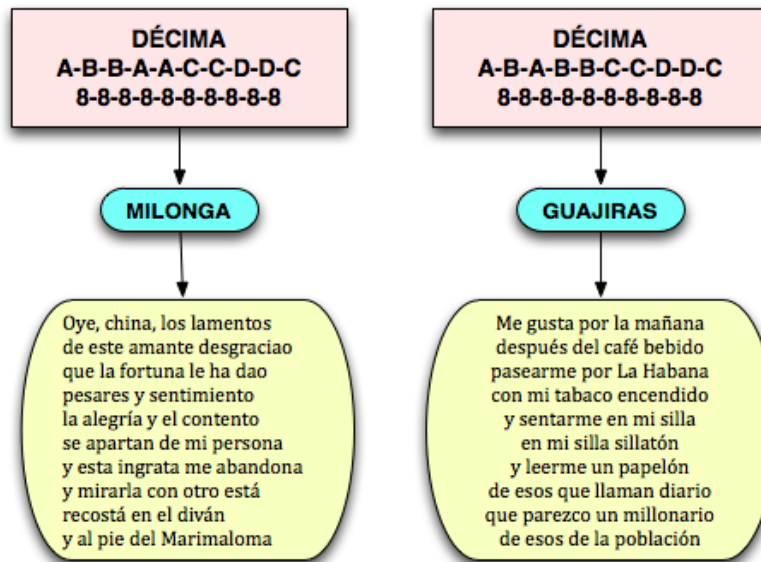 DÉCIMA
A-B-B-A-A-C-C-D-D-C
8-8-8-8-8-8-8-8-8-8
MILONGA
Oye, china, los lamentos
de este amante desgraciao
que la fortuna le ha dao
pesares y sentimiento
la alegría y el contento
se apartan de mi persona
y esta ingrata me abandona
y mirarla con otro está
recostá en el diván
y al pie del Marimaloma
DÉCIMA
A-B-A-B-B-C-C-D-D-C
8-8-8-8-8-8-8-8-8-8
GUAJIRAS
Me gusta por la mañana
después del café bebido
pasearme por La Habana
con mi tabaco encendido
y sentarme en mi silla
en mi silla sillatón
y leerme un papelón
de esos que llaman diario
que parezco un millonario
de esos de la población